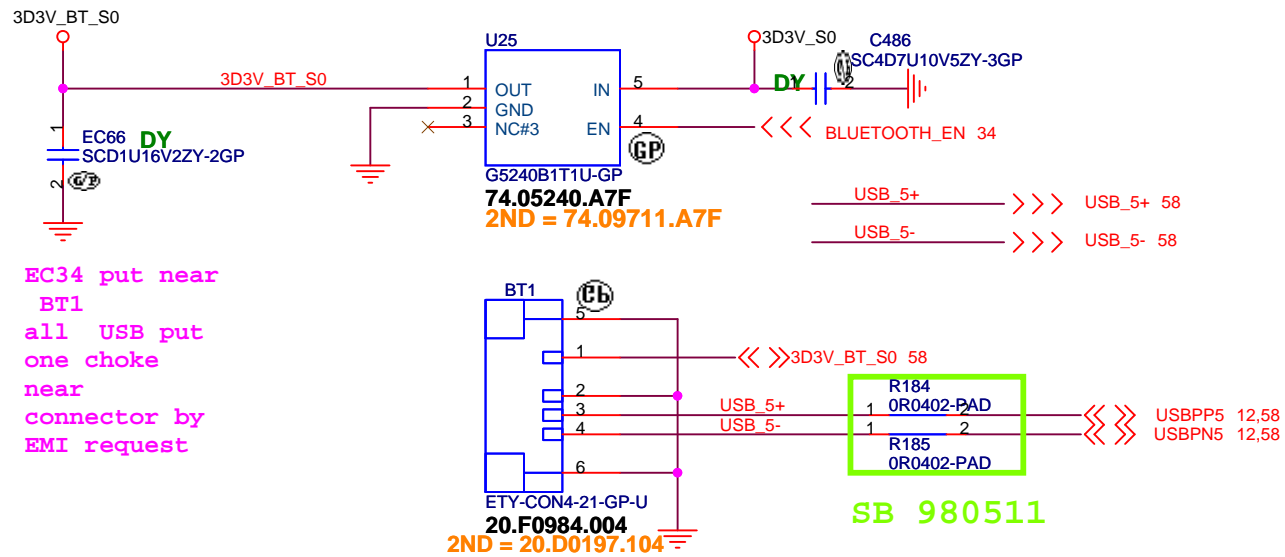 3D3V_BT_S0
3D3V_BT_S0
1
2
EC66
DY
SCD1U16V2ZY-2GP
G/P
U25
1 OUT
2 GND
3 NC#3
IN 5
EN 4
GP
G5240B1T1U-GP
74.05240.A7F
2ND = 74.09711.A7F
3D3V_S0
C486
SC4D7U10V5ZY-3GP
DY
1
2
BLUETOOTH_EN 34
USB_5+
USB_5+ 58
USB_5-
USB_5- 58
EC34 put near
BT1
all USB put
one choke
near
connector by
EMI request
BT1
5
1
2
3
4
6
ETY-CON4-21-GP-U
20.F0984.004
2ND = 20.D0197.104
3D3V_BT_S0 58
USB_5+
USB_5-
R184
0R0402-PAD
1
2
1
2
R185
0R0402-PAD
USBPP5 12,58
USBPN5 12,58
SB 980511